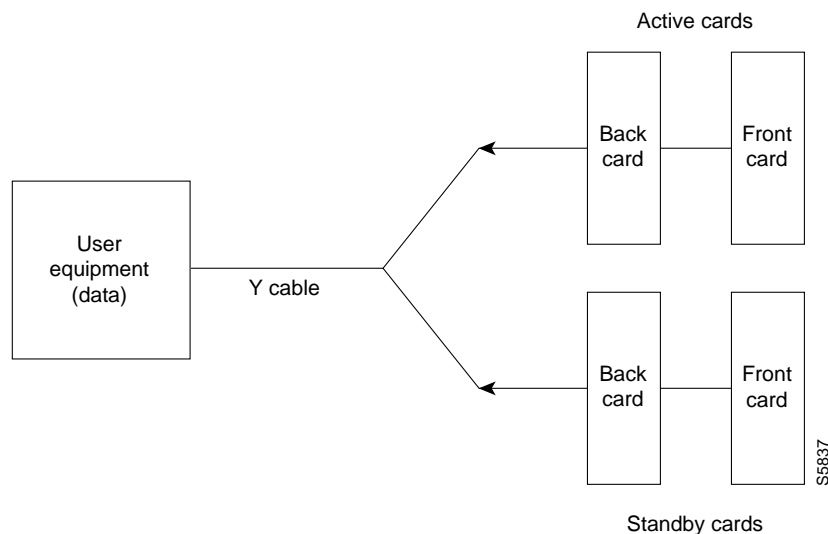 Active cards
Back
card
Front
card
User
equipment
(data)
Y cable
Back
card
Front
card
S5837
Standby cards